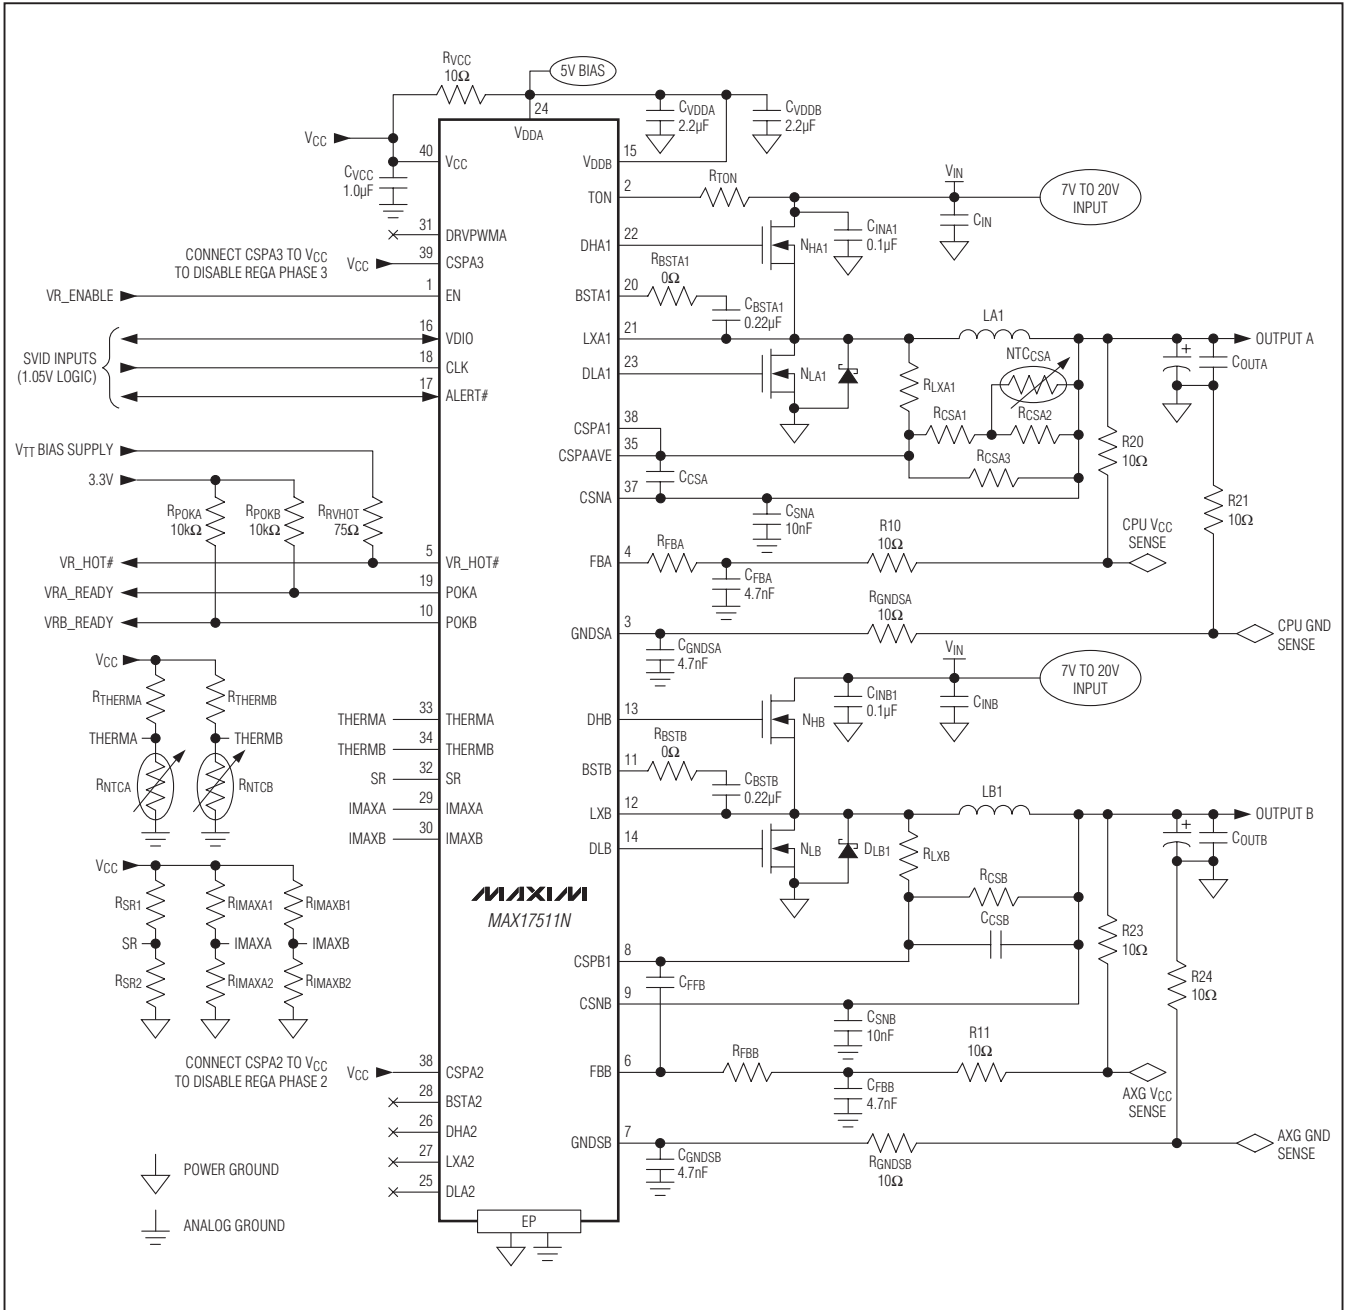 RVCC
10Ω
5V BIAS
24
VDDA
CVDDA
2.2µF
CVDDB
2.2µF
VCC
40
VCC
CVCC
1.0µF
15
VDDB
2
TON
RTON
VIN
7V TO 20V
INPUT
CIN
31
DRVPWMA
CONNECT CSPA3 TO VCC
TO DISABLE REGA PHASE 3
VCC
39
CSPA3
22
DHA1
NHA1
CINA1
0.1µF
VR_ENABLE
1
EN
RBSTA1
0Ω
20
BSTA1
CBSTA1
0.22µF
SVID INPUTS
(1.05V LOGIC)
16
VDIO
18
CLK
17
ALERT#
21
LXA1
LA1
OUTPUT A
23
DLA1
NLA1
RLXA1
NTCCSA
+
COUTA
RCSA1
RCSA2
RCSA3
R20
10Ω
38
CSPA1
35
CSPAAVE
CCSA
37
CSNA
CSNA
10nF
R21
10Ω
VTT BIAS SUPPLY
3.3V
RPOKA
10kΩ
RPOKB
10kΩ
RRVHOT
75Ω
VR_HOT#
5
VR_HOT#
VRA_READY
19
POKA
VRB_READY
10
POKB
4
FBA
RFBA
CFBA
4.7nF
R10
10Ω
CPU VCC
SENSE
3
GNDSA
CGNDSA
4.7nF
RGNDSA
10Ω
CPU GND
SENSE
VCC
RTHERMA
RTHERMB
THERMA
THERMB
RNTCA
RNTCB
THERMA
33
THERMA
THERMB
34
THERMB
SR
32
SR
IMAXA
29
IMAXA
IMAXB
30
IMAXB
VIN
7V TO 20V
INPUT
CINB1
0.1µF
CINB
13
DHB
NHB
RBSTB
0Ω
11
BSTB
CBSTB
0.22µF
12
LXB
LB1
OUTPUT B
14
DLB
NLB
DLB1
RLXB
+
COUTB
RCSB
CCSB
R23
10Ω
R24
10Ω
VCC
RSR1
RIMAXA1
RIMAXB1
SR
IMAXA
IMAXB
RSR2
RIMAXA2
RIMAXB2
MAXIM
MAX17511N
8
CSPB1
CFFB
9
CSNB
CSNB
10nF
CONNECT CSPA2 TO VCC
TO DISABLE REGA PHASE 2
VCC
38
CSPA2
28
BSTA2
26
DHA2
27
LXA2
25
DLA2
6
FBB
RFBB
CFBB
4.7nF
R11
10Ω
AXG VCC
SENSE
7
GNDSB
CGNDSB
4.7nF
RGNDSB
10Ω
AXG GND
SENSE
POWER GROUND
ANALOG GROUND
EP